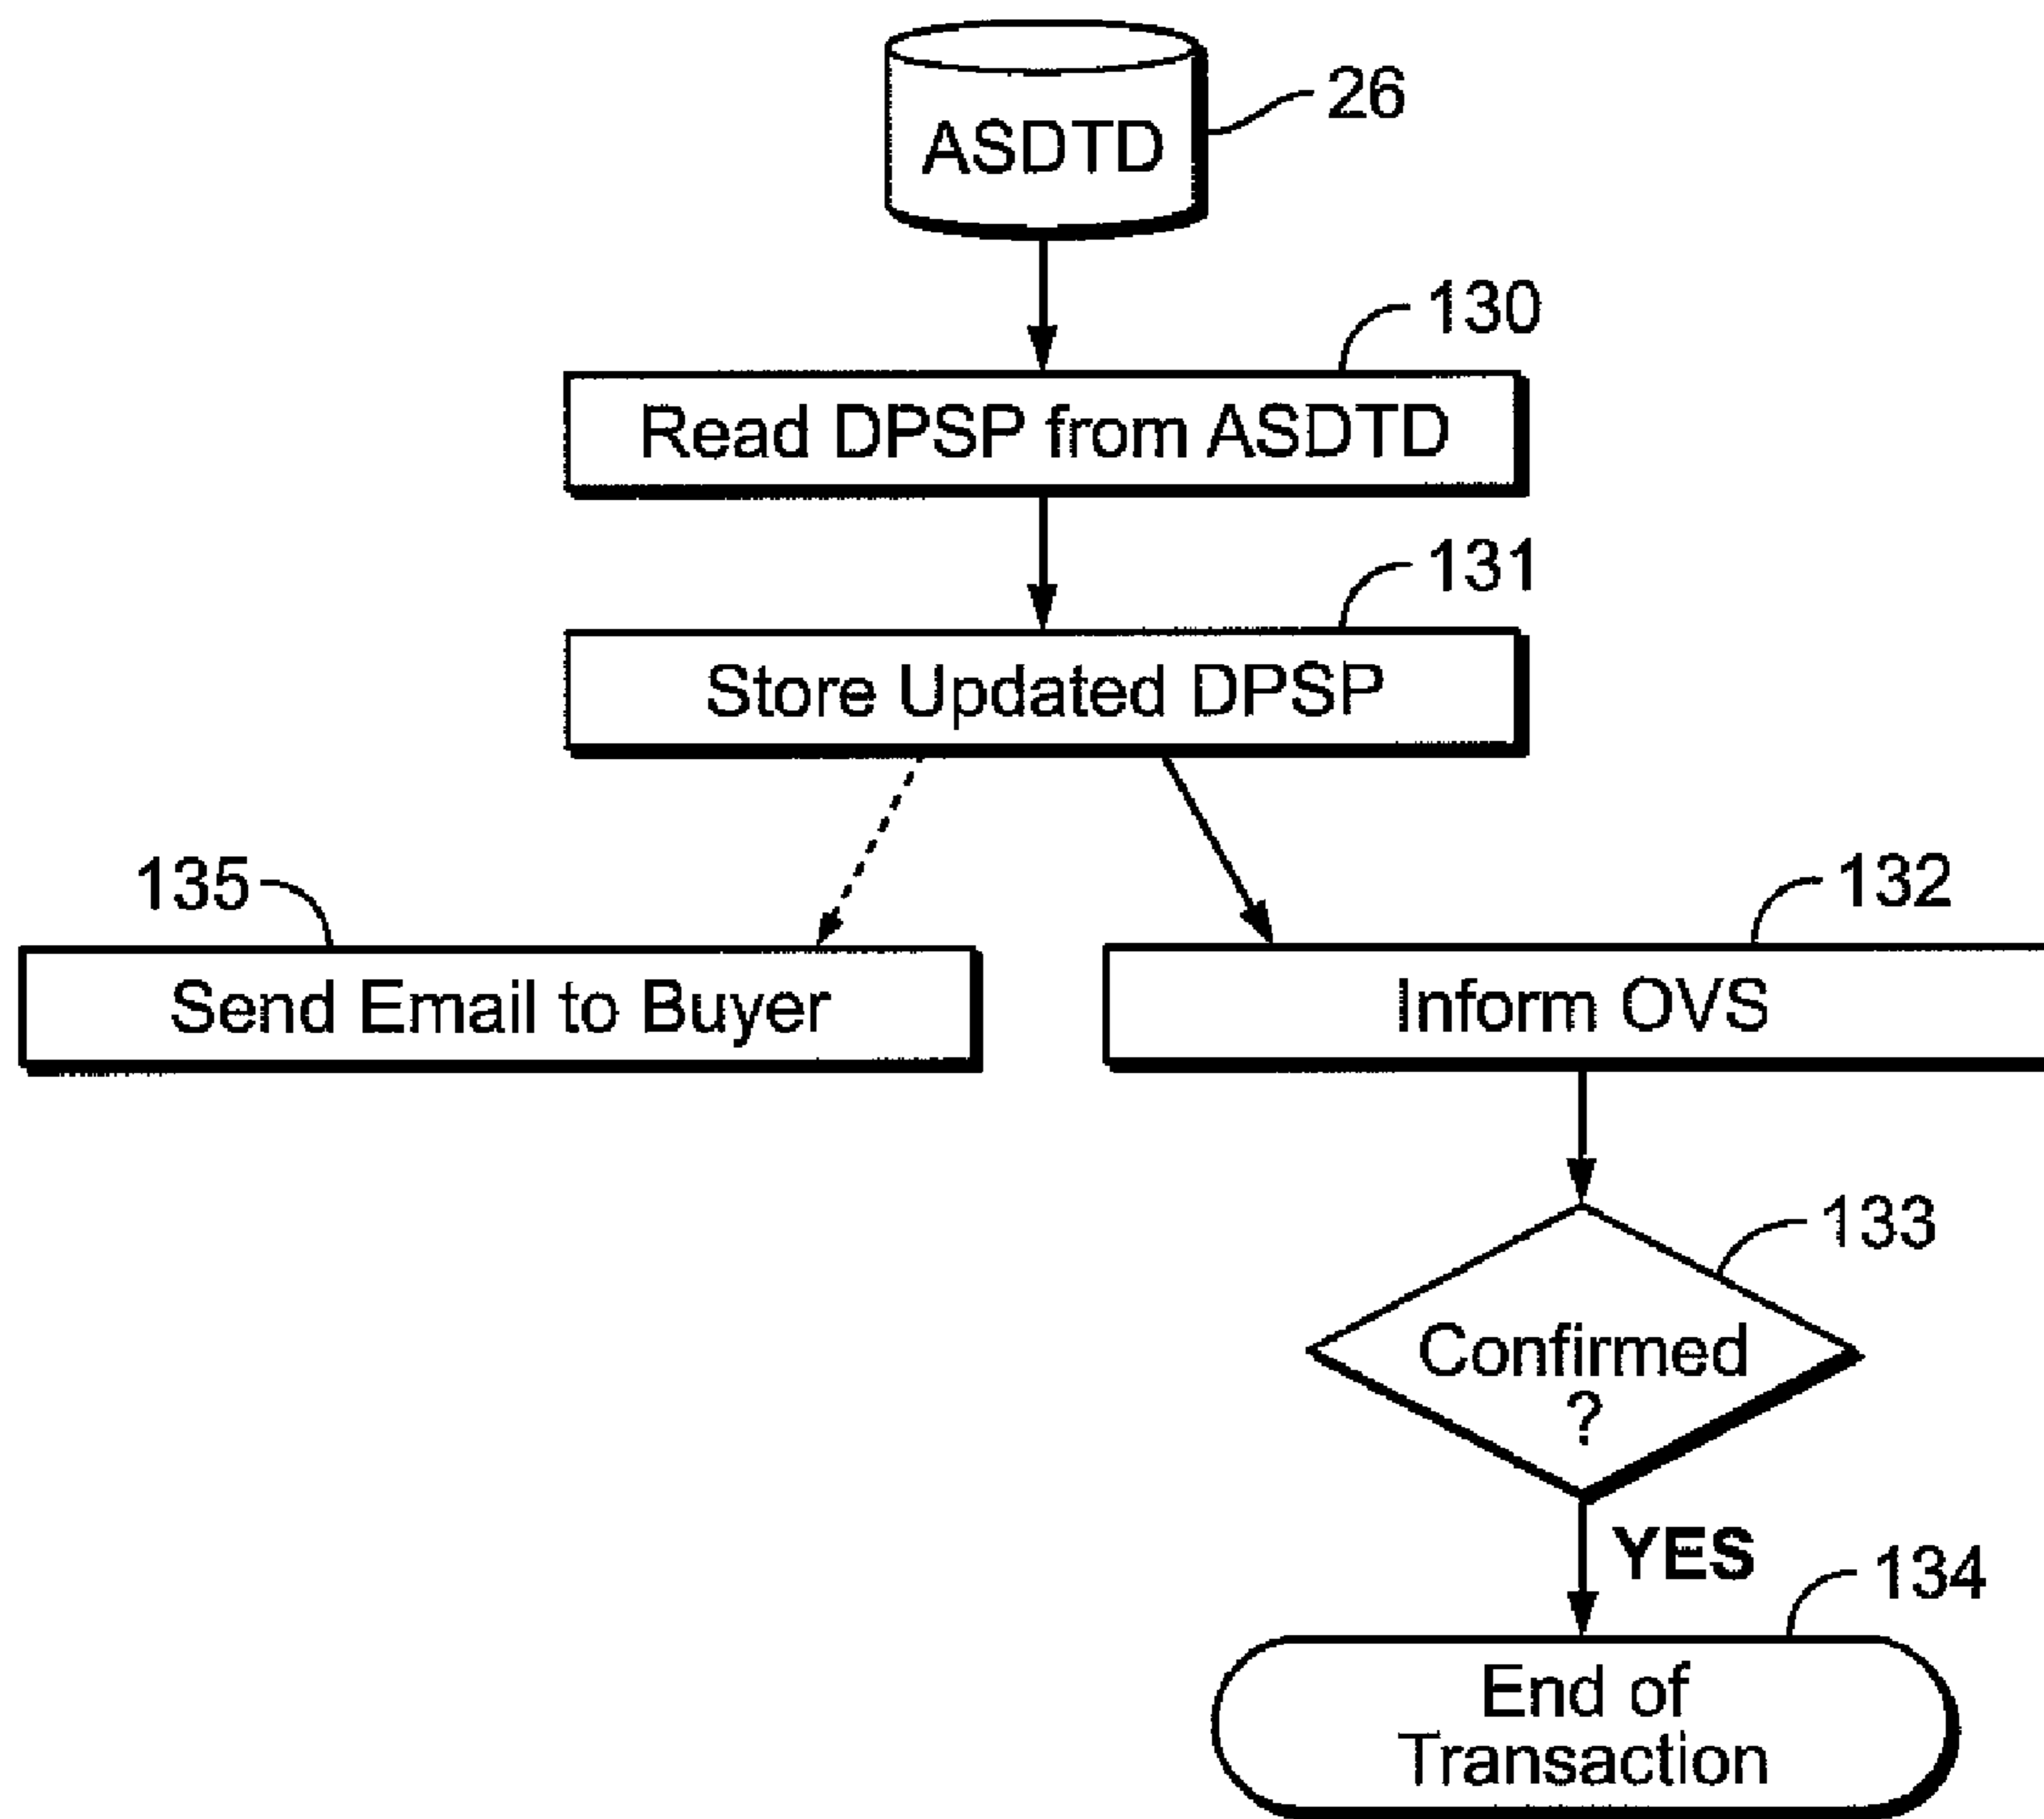 ASDTD
26
130
Read DPSP from ASDTD
131
Store Updated DPSP
135
132
Send Email to Buyer
Inform OVS
133
Confirmed
?
YES
134
End of
Transaction